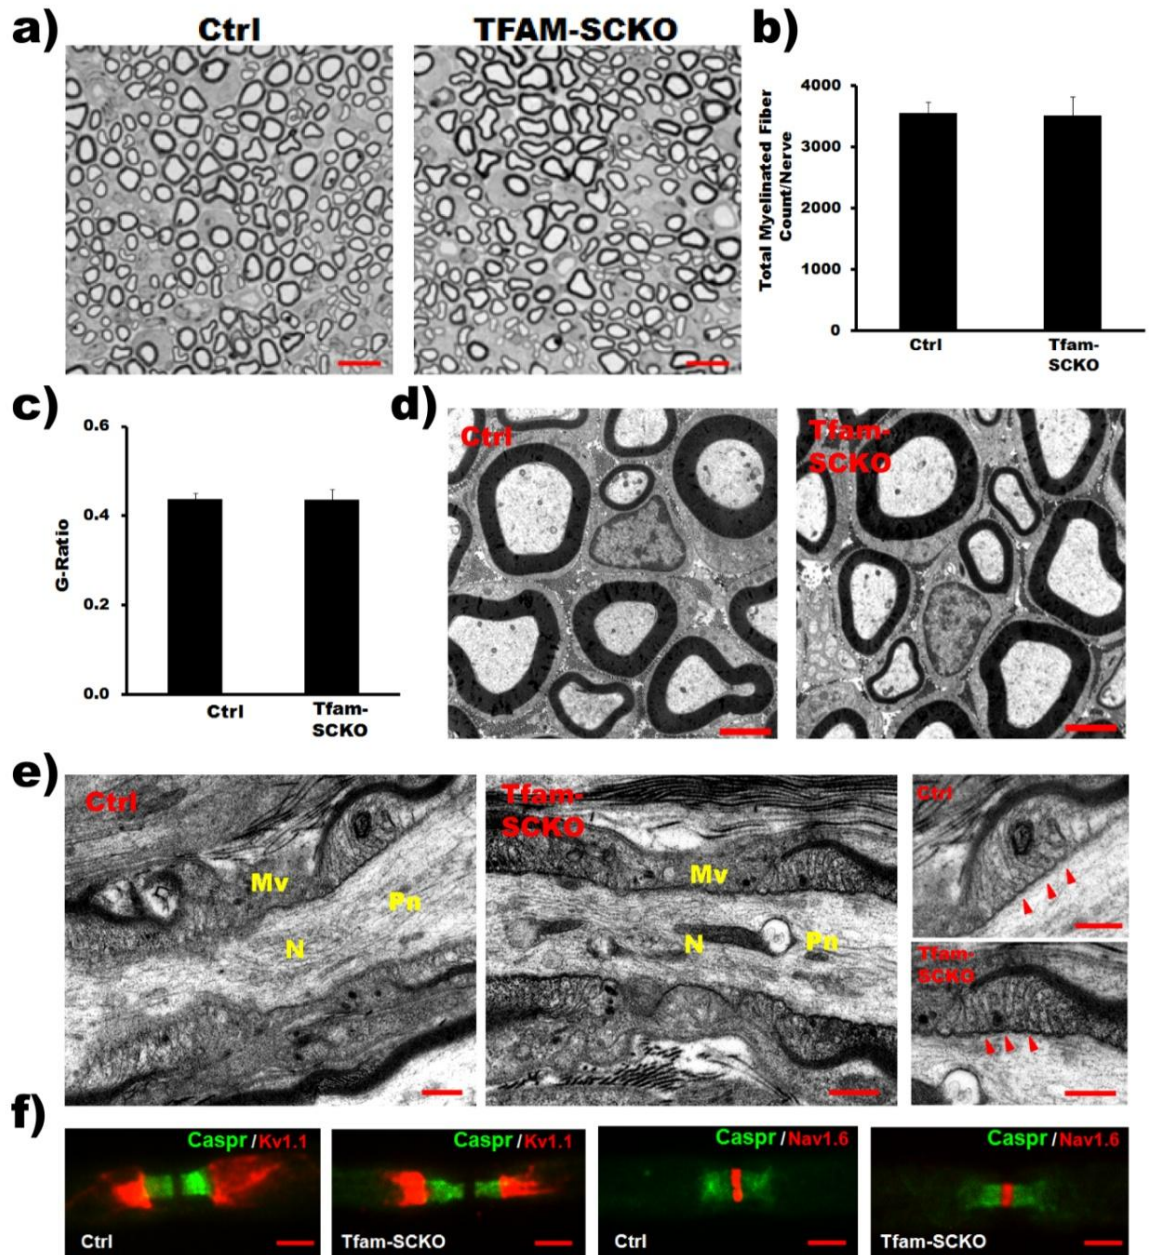 a)
Ctrl
TFAM-SCKO
b)
Total Myelinated Fiber
Count/Nerve
4000
3000
2000
1000
0
Ctrl
Tfam-
SCKO
c)
G-Ratio
0.6
0.4
0.2
0.0
Ctrl
Tfam-
SCKO
d)
Ctrl
Tfam-
SCKO
e)
Ctrl
Mv
Pn
N
Tfam-
SCKO
Mv
N
Pn
Ctrl
Tfam-
SCKO
f)
Caspr/Kv1.1
Ctrl
Caspr/Kv1.1
Tfam-SCKO
Caspr/Nav1.6
Ctrl
Caspr/Nav1.6
Tfam-SCKO